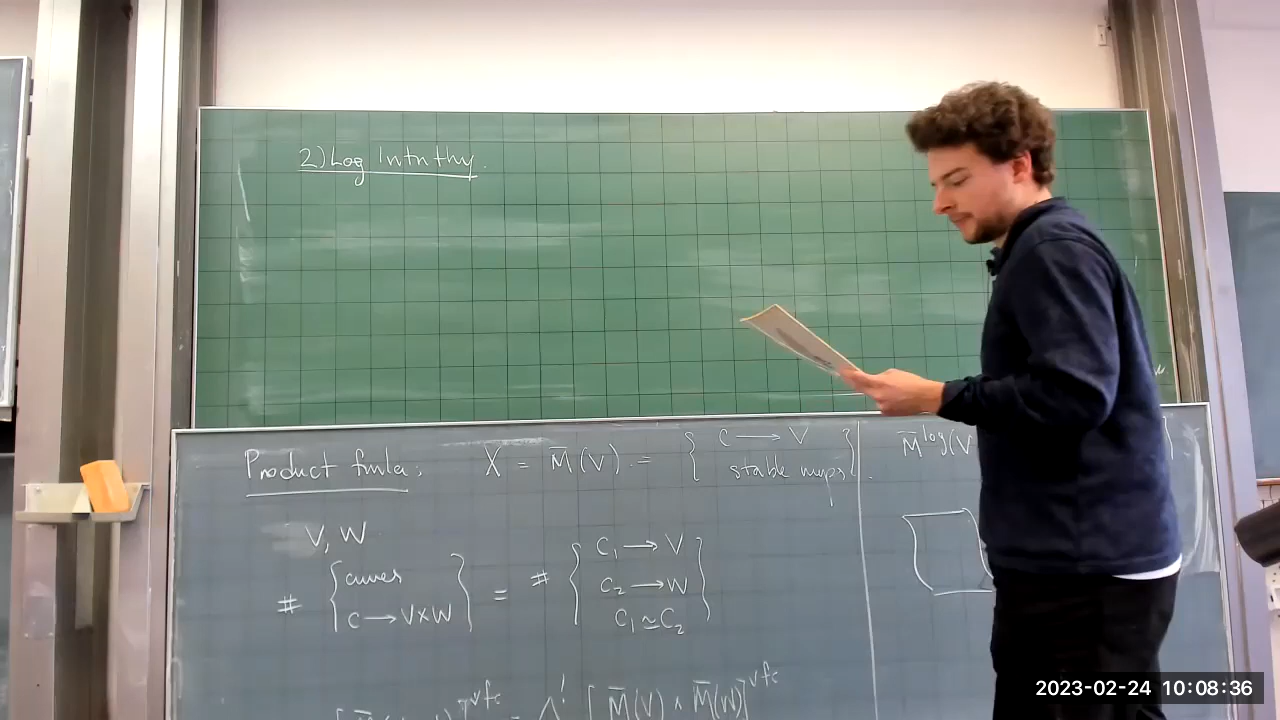 2) Log Intn thy.
Product fmla: X = M̄(V) = { C → V stable maps }.
M̄^log(V
V, W
# { curves C → V×W } = # { C₁ → V C₂ → W C₁ ≃ C₂ }
]^vfc = Δ^! [M̄(V) × M̄(W)]^vfc
2023-02-24 10:08:36